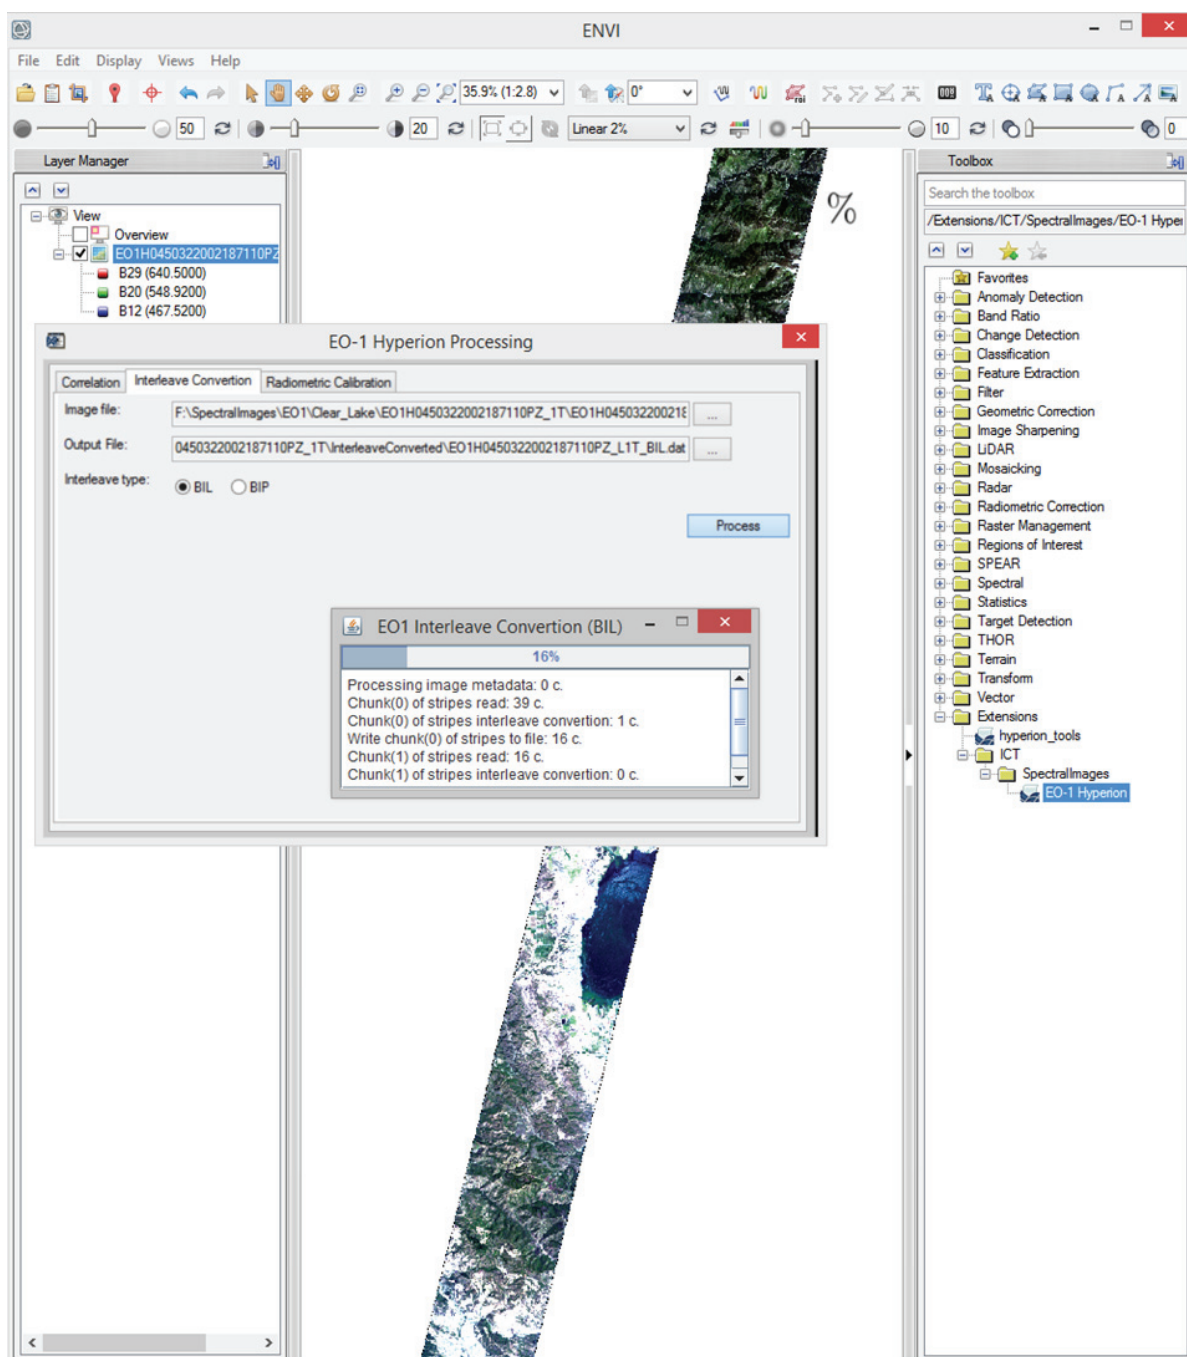 ENVI
File Edit Display Views Help
35.9% (1:2.8) 0°
50 20 Linear 2% 10 0
Layer Manager
View
Overview
EO1H0450322002187110PZ
B29 (640.5000)
B20 (548.9200)
B12 (467.5200)
%
EO-1 Hyperion Processing
Correlation Interleave Convertion Radiometric Calibration
Image file: F:\SpectralImages\EO1\Clear_Lake\EO1H0450322002187110PZ_1T\EO1H045032200218 ...
Output File: 0450322002187110PZ_1T\InterleaveConverted\EO1H0450322002187110PZ_L1T_BIL.dat ...
Interleave type: BIL BIP
Process
EO1 Interleave Convertion (BIL)
16%
Processing image metadata: 0 c.
Chunk(0) of stripes read: 39 c.
Chunk(0) of stripes interleave convertion: 1 c.
Write chunk(0) of stripes to file: 16 c.
Chunk(1) of stripes read: 16 c.
Chunk(1) of stripes interleave convertion: 0 c.
Toolbox
Search the toolbox
/Extensions/ICT/SpectralImages/EO-1 Hyper
Favorites
Anomaly Detection
Band Ratio
Change Detection
Classification
Feature Extraction
Filter
Geometric Correction
Image Sharpening
LiDAR
Mosaicking
Radar
Radiometric Correction
Raster Management
Regions of Interest
SPEAR
Spectral
Statistics
Target Detection
THOR
Terrain
Transform
Vector
Extensions
hyperion_tools
ICT
SpectralImages
EO-1 Hyperion